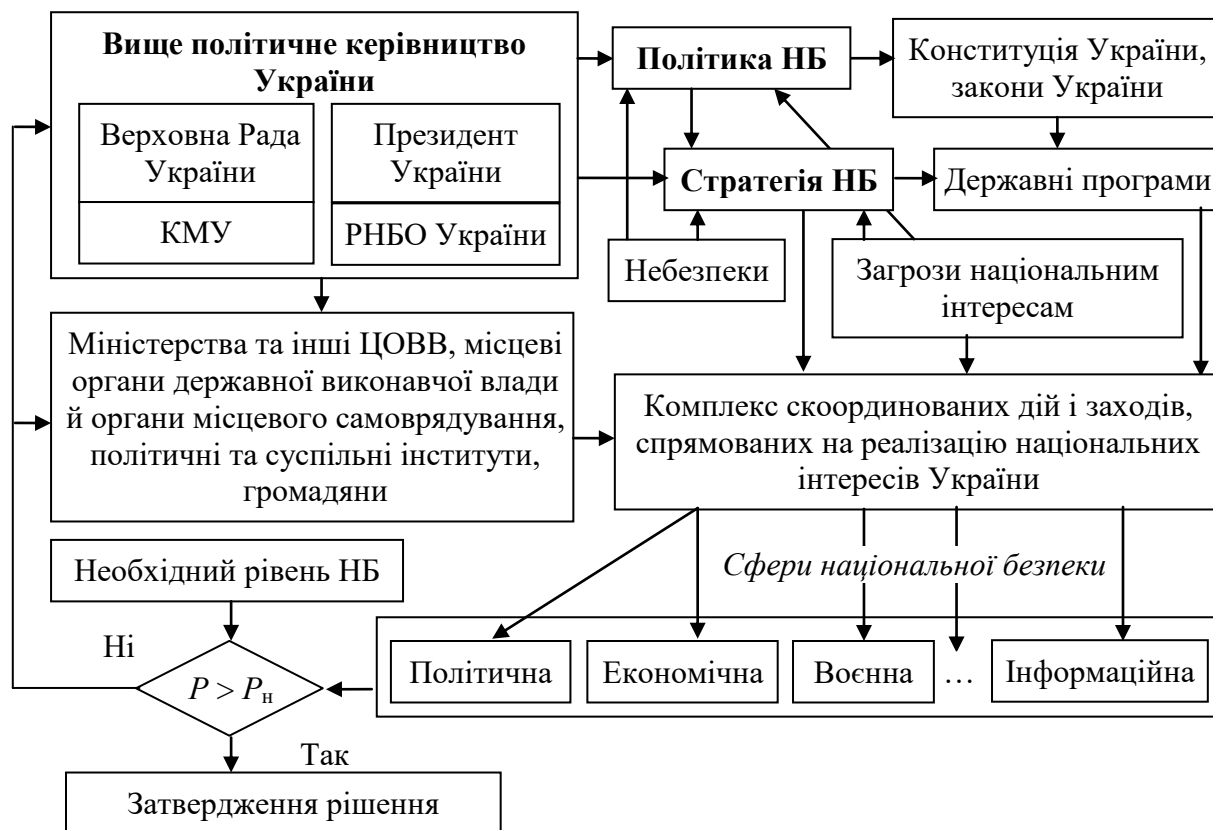 Вище політичне керівництво
України
Верховна Рада
України
Президент
України
КМУ
РНБО України
Політика НБ
Конституція України,
закони України
Стратегія НБ
Державні програми
Небезпеки
Загрози національним
інтересам
Міністерства та інші ЦОВВ, місцеві
органи державної виконавчої влади
й органи місцевого самоврядування,
політичні та суспільні інститути,
громадяни
Комплекс скоординованих дій і заходів,
спрямованих на реалізацію національних
інтересів України
Необхідний рівень НБ
Сфери національної безпеки
Ні
P > Pн
Політична
Економічна
Воєнна
…
Інформаційна
Так
Затвердження рішення